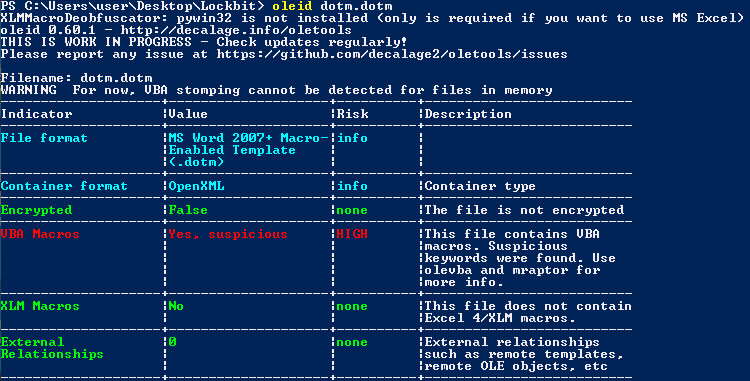 PS C:\Users\user\Desktop\Lockbit> oleid dotm.dotm
XLMMacroDeobfuscator: pywin32 is not installed (only is required if you want to use MS Excel)
oleid 0.60.1 - http://decalage.info/oletools
THIS IS WORK IN PROGRESS - Check updates regularly!
Please report any issue at https://github.com/decalage2/oletools/issues

Filename: dotm.dotm
WARNING  For now, VBA stomping cannot be detected for files in memory
--------------------+--------------------+----------+--------------------------
Indicator           |Value               |Risk      |Description
--------------------+--------------------+----------+--------------------------
File format         |MS Word 2007+ Macro-|info      |
                    |Enabled Template    |          |
                    |(.dotm)             |          |
--------------------+--------------------+----------+--------------------------
Container format    |OpenXML             |info      |Container type
--------------------+--------------------+----------+--------------------------
Encrypted           |False               |none      |The file is not encrypted
--------------------+--------------------+----------+--------------------------
VBA Macros          |Yes, suspicious     |HIGH      |This file contains VBA
                    |                    |          |macros. Suspicious
                    |                    |          |keywords were found. Use
                    |                    |          |olevba and mraptor for
                    |                    |          |more info.
--------------------+--------------------+----------+--------------------------
XLM Macros          |No                  |none      |This file does not contain
                    |                    |          |Excel 4/XLM macros.
--------------------+--------------------+----------+--------------------------
External            |0                   |none      |External relationships
Relationships       |                    |          |such as remote templates,
                    |                    |          |remote OLE objects, etc
--------------------+--------------------+----------+--------------------------